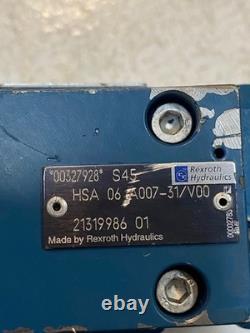 *00327928* S45
Rexroth
Hydraulics
HSA 06 A007-31/V00
21319986 01
Made by Rexroth Hydraulics